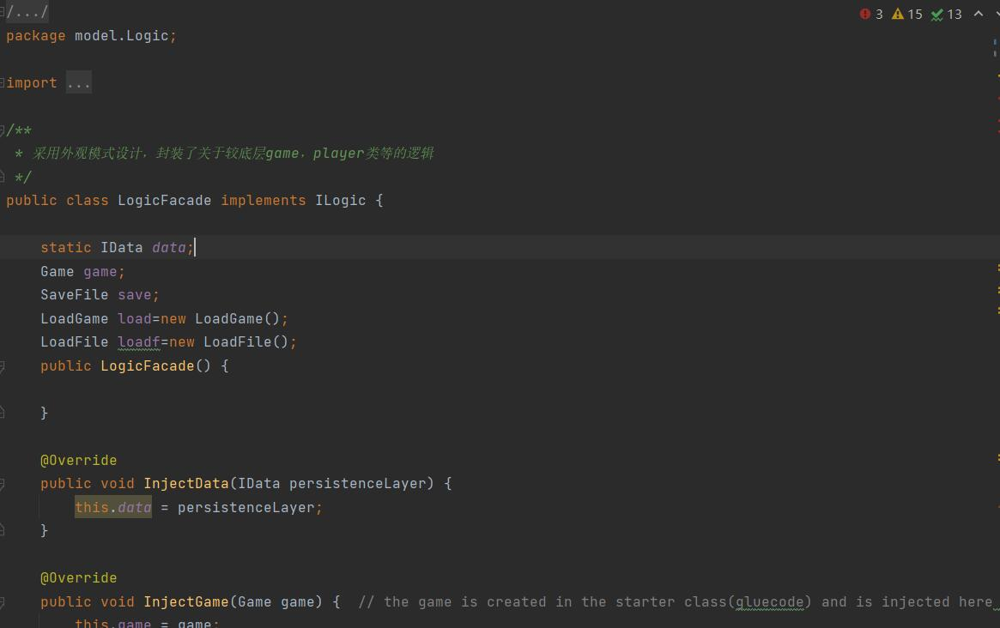 /.../
3 15 13
package model.Logic;
import ...
/**
* 采用外观模式设计，封装了关于较底层game，player类等的逻辑
*/
public class LogicFacade implements ILogic {
static IData data;
Game game;
SaveFile save;
LoadGame load=new LoadGame();
LoadFile loadf=new LoadFile();
public LogicFacade() {
}
@Override
public void InjectData(IData persistenceLayer) {
this.data = persistenceLayer;
}
@Override
public void InjectGame(Game game) {  // the game is created in the starter class(gluecode) and is injected here
this.game = game;